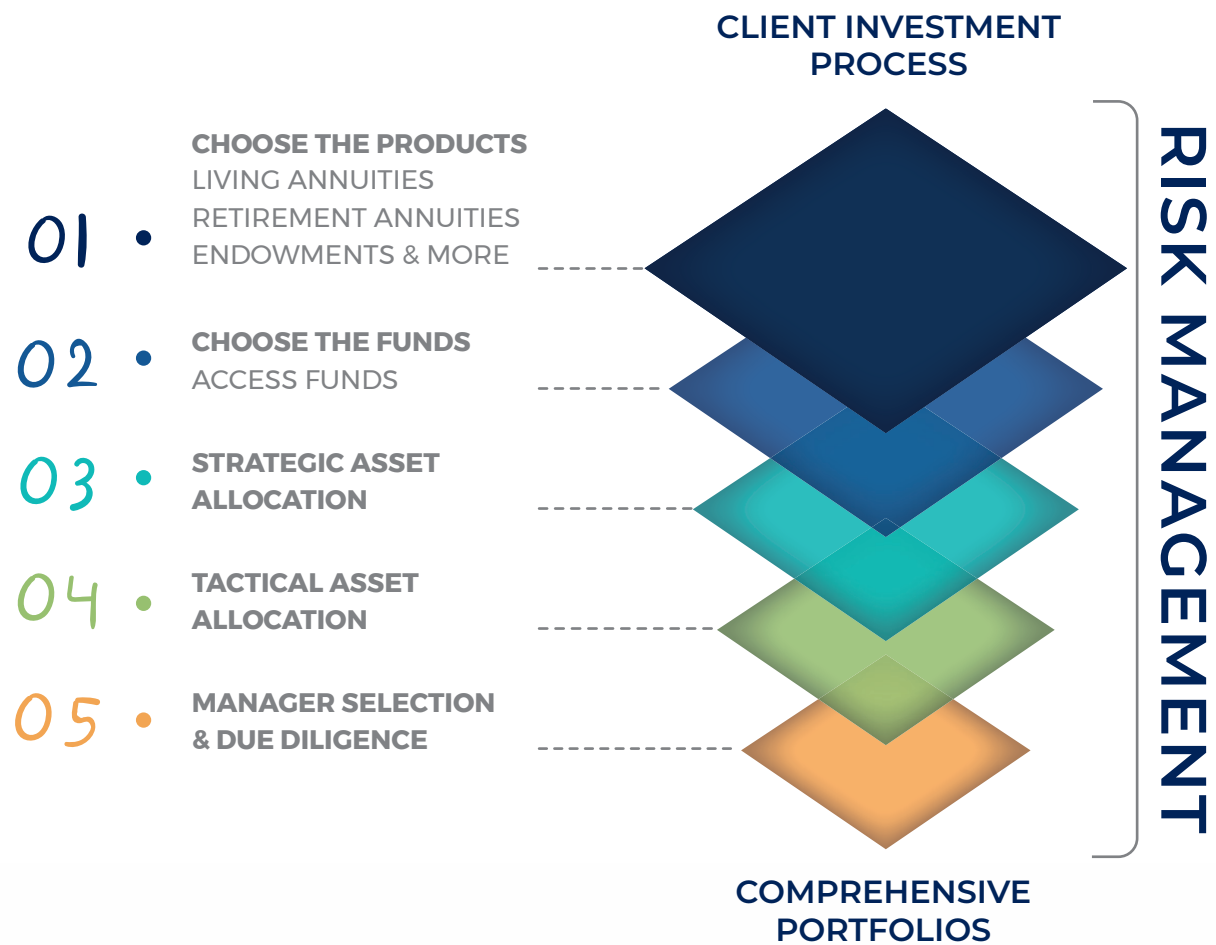 CLIENT INVESTMENT
PROCESS
01
CHOOSE THE PRODUCTS
LIVING ANNUITIES
RETIREMENT ANNUITIES
ENDOWMENTS & MORE
02
CHOOSE THE FUNDS
ACCESS FUNDS
03
STRATEGIC ASSET
ALLOCATION
04
TACTICAL ASSET
ALLOCATION
05
MANAGER SELECTION
& DUE DILIGENCE
RISK MANAGEMENT
COMPREHENSIVE
PORTFOLIOS